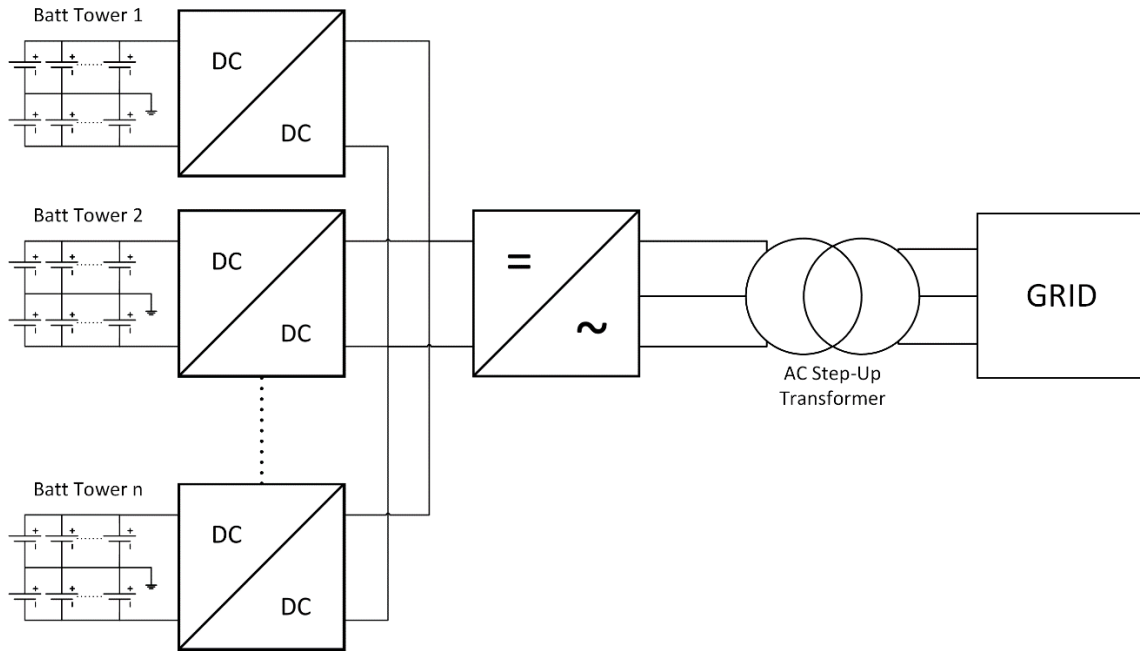 Batt Tower 1
DC
DC
Batt Tower 2
DC
DC
=
~
GRID
AC Step-Up
Transformer
Batt Tower n
DC
DC